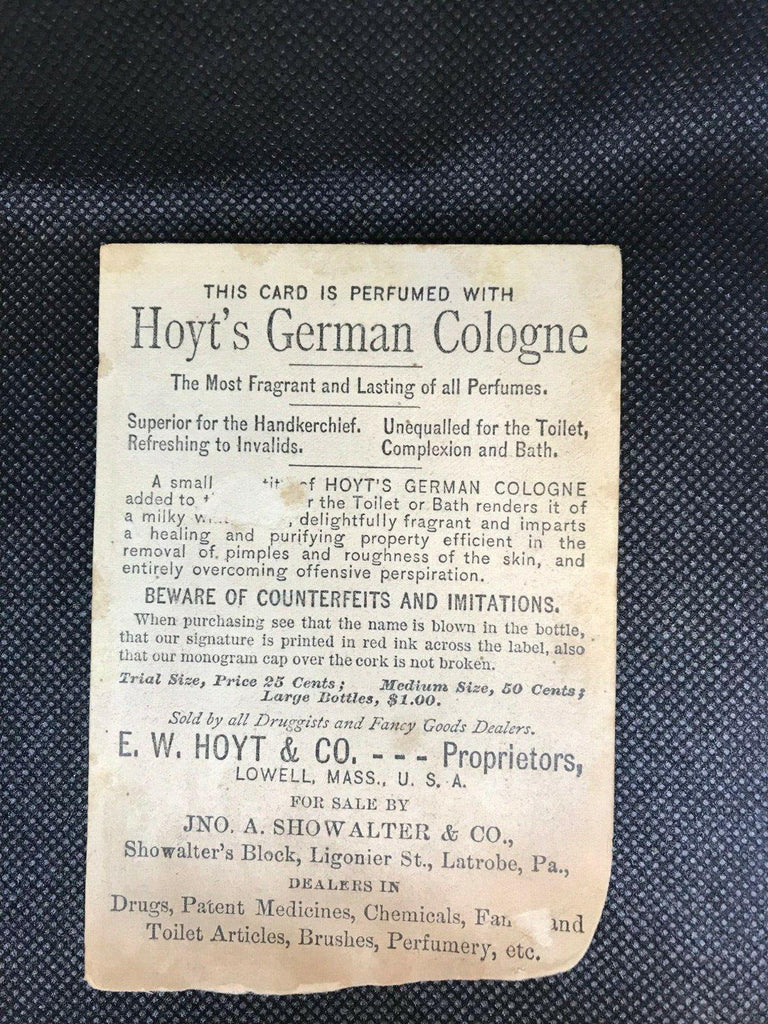 THIS CARD IS PERFUMED WITH
Hoyt's German Cologne
The Most Fragrant and Lasting of all Perfumes.
Superior for the Handkerchief.
Refreshing to Invalids.
Unequalled for the Toilet,
Complexion and Bath.
A small of HOYT'S GERMAN COLOGNE
added to the Toilet or Bath renders it of
a milky , delightfully fragrant and imparts
a healing and purifying property efficient in the
removal of pimples and roughness of the skin, and
entirely overcoming offensive perspiration.
BEWARE OF COUNTERFEITS AND IMITATIONS.
When purchasing see that the name is blown in the bottle,
that our signature is printed in red ink across the label, also
that our monogram cap over the cork is not broken.
Trial Size, Price 25 Cents; Medium Size, 50 Cents;
Large Bottles, $1.00.
Sold by all Druggists and Fancy Goods Dealers.
E. W. HOYT & CO. - - - Proprietors,
LOWELL, MASS., U. S. A.
FOR SALE BY
JNO. A. SHOWALTER & CO.,
Showalter's Block, Ligonier St., Latrobe, Pa.,
DEALERS IN
Drugs, Patent Medicines, Chemicals, and
Toilet Articles, Brushes, Perfumery, etc.